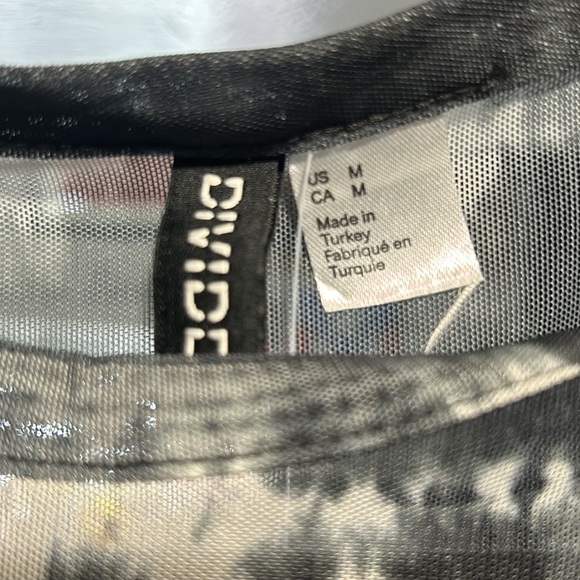 DIVIDE
US M
CA M
Made in
Turkey
Fabriqué en
Turquie